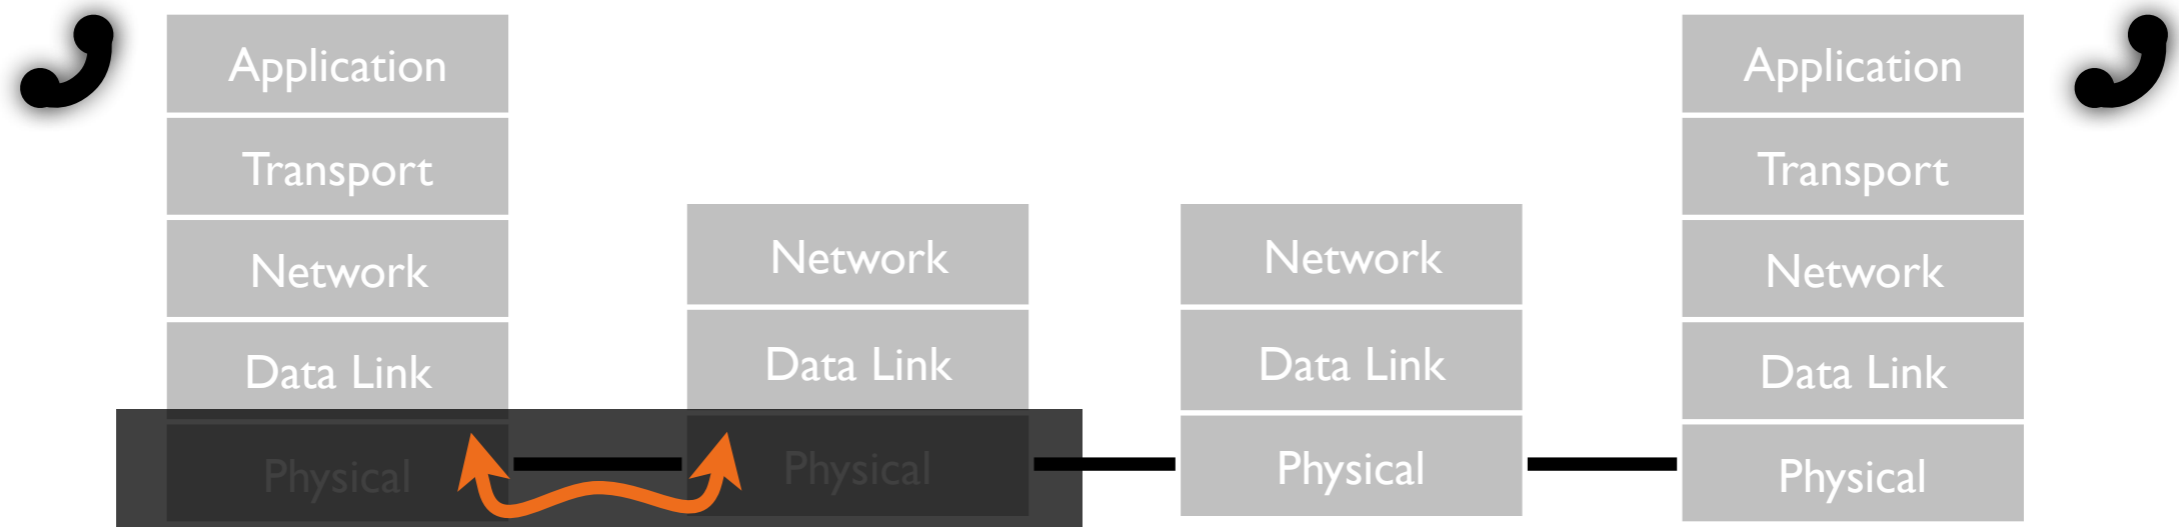 Application
Transport
Network
Data Link
Physical
Network
Data Link
Physical
Network
Data Link
Physical
Application
Transport
Network
Data Link
Physical